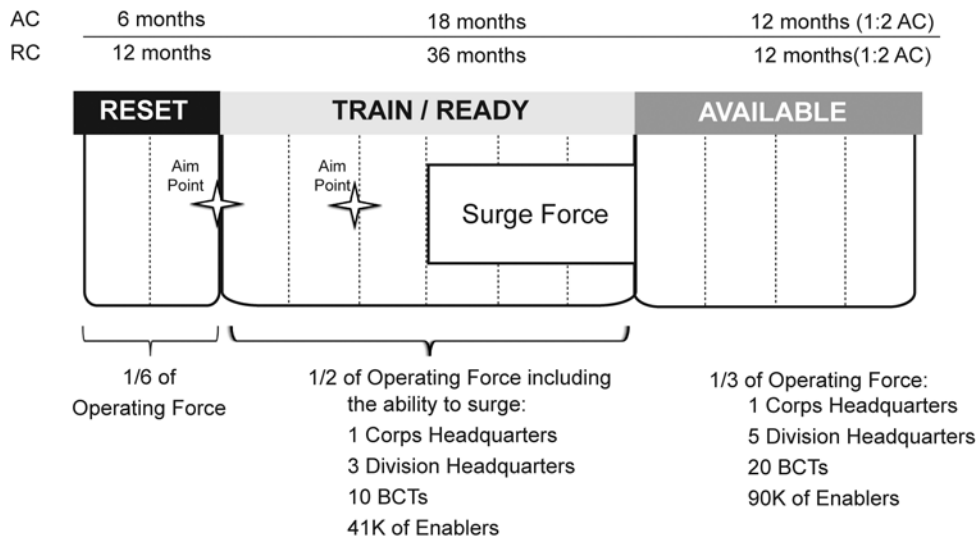 AC 6 months 18 months 12 months (1:2 AC)
RC 12 months 36 months 12 months(1:2 AC)
RESET TRAIN / READY AVAILABLE
Aim
Point
Aim
Point
Surge Force
1/6 of
Operating Force
1/2 of Operating Force including
the ability to surge:
1 Corps Headquarters
3 Division Headquarters
10 BCTs
41K of Enablers
1/3 of Operating Force:
1 Corps Headquarters
5 Division Headquarters
20 BCTs
90K of Enablers